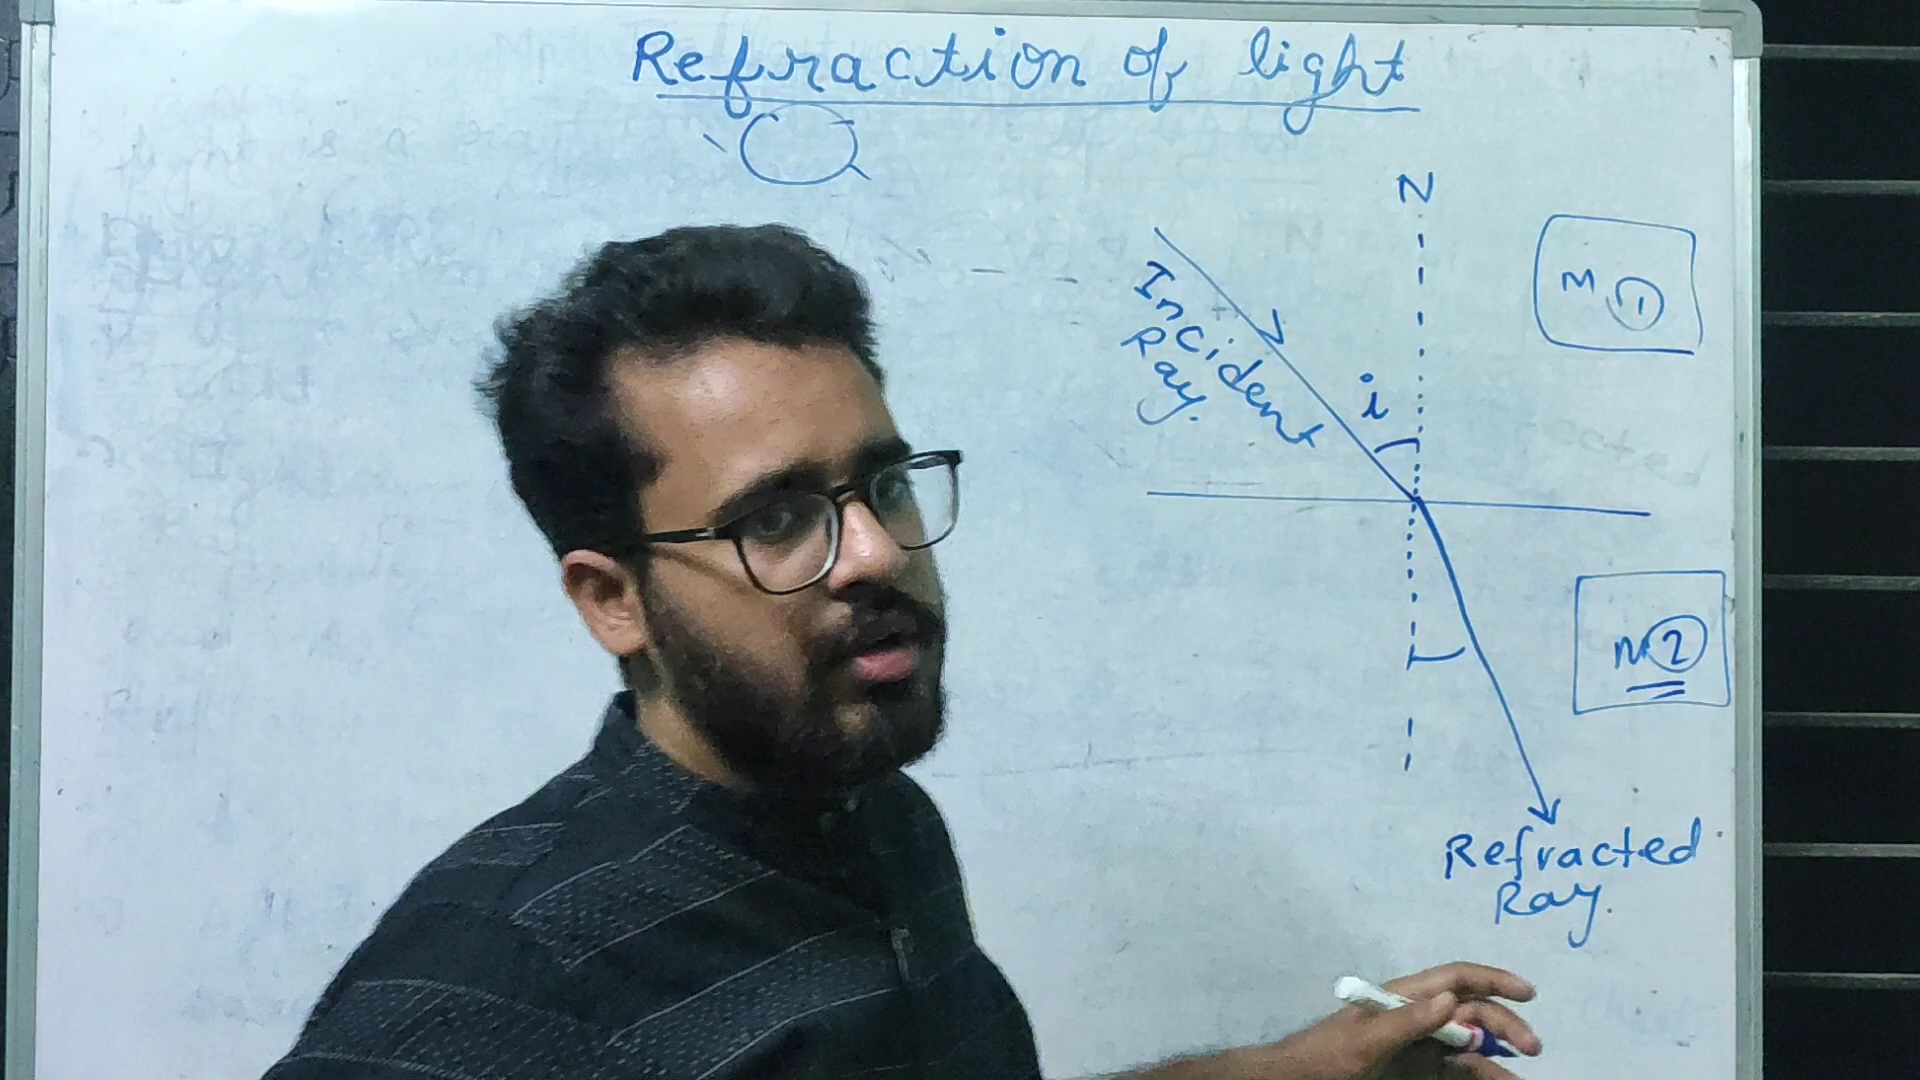 Refraction of light
N
M 1
Incident
Ray.
i
M 2
Refracted
Ray.